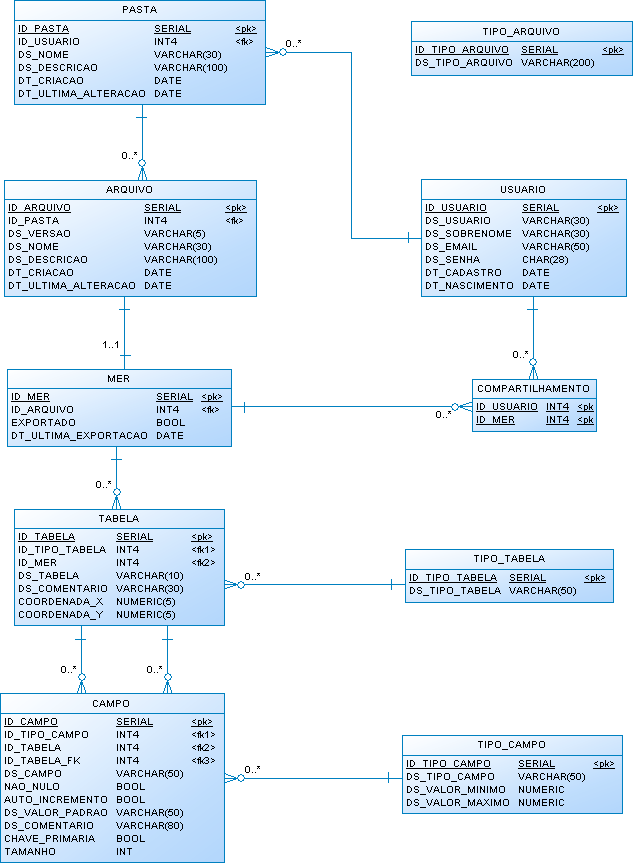 PASTA
ID_PASTA SERIAL <pk>
ID_USUARIO INT4 <fk>
DS_NOME VARCHAR(30)
DS_DESCRICAO VARCHAR(100)
DT_CRIACAO DATE
DT_ULTIMA_ALTERACAO DATE
0..*
TIPO_ARQUIVO
ID_TIPO_ARQUIVO SERIAL <pk>
DS_TIPO_ARQUIVO VARCHAR(200)
0..*
ARQUIVO
ID_ARQUIVO SERIAL <pk>
ID_PASTA INT4 <fk>
DS_VERSAO VARCHAR(5)
DS_NOME VARCHAR(30)
DS_DESCRICAO VARCHAR(100)
DT_CRIACAO DATE
DT_ULTIMA_ALTERACAO DATE
USUARIO
ID_USUARIO SERIAL <pk>
DS_USUARIO VARCHAR(30)
DS_SOBRENOME VARCHAR(30)
DS_EMAIL VARCHAR(50)
DS_SENHA CHAR(28)
DT_CADASTRO DATE
DT_NASCIMENTO DATE
1..1
0..*
MER
ID_MER SERIAL <pk>
ID_ARQUIVO INT4 <fk>
EXPORTADO BOOL
DT_ULTIMA_EXPORTACAO DATE
COMPARTILHAMENTO
ID_USUARIO INT4 <pk
ID_MER INT4 <pk
0..*
0..*
TABELA
ID_TABELA SERIAL <pk>
ID_TIPO_TABELA INT4 <fk1>
ID_MER INT4 <fk2>
DS_TABELA VARCHAR(10)
DS_COMENTARIO VARCHAR(30)
COORDENADA_X NUMERIC(5)
COORDENADA_Y NUMERIC(5)
0..*
TIPO_TABELA
ID_TIPO_TABELA SERIAL <pk>
DS_TIPO_TABELA VARCHAR(50)
0..*
0..*
CAMPO
ID_CAMPO SERIAL <pk>
ID_TIPO_CAMPO INT4 <fk1>
ID_TABELA INT4 <fk2>
ID_TABELA_FK INT4 <fk3>
DS_CAMPO VARCHAR(50)
NAO_NULO BOOL
AUTO_INCREMENTO BOOL
DS_VALOR_PADRAO VARCHAR(50)
DS_COMENTARIO VARCHAR(80)
CHAVE_PRIMARIA BOOL
TAMANHO INT
0..*
TIPO_CAMPO
ID_TIPO_CAMPO SERIAL <pk>
DS_TIPO_CAMPO VARCHAR(50)
DS_VALOR_MINIMO NUMERIC
DS_VALOR_MAXIMO NUMERIC